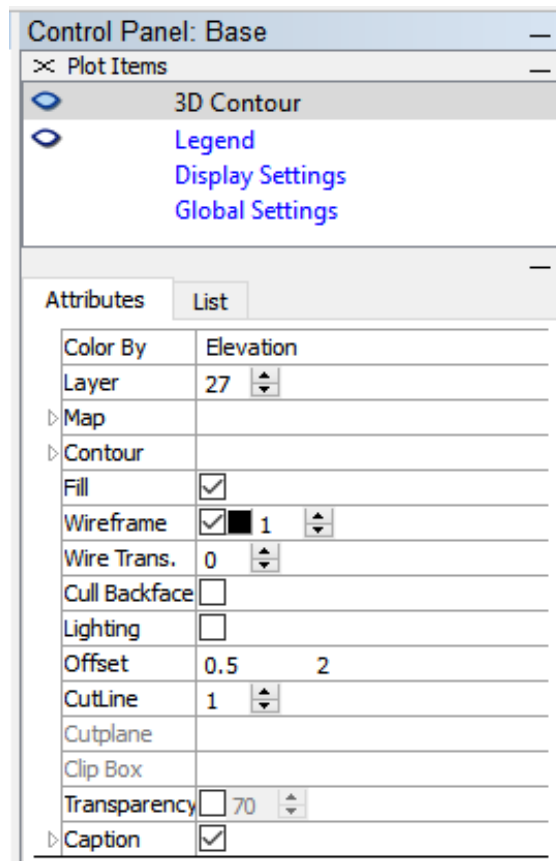 Control Panel: Base
Plot Items
3D Contour
Legend
Display Settings
Global Settings
Attributes List
Color By Elevation
Layer 27
Map
Contour
Fill
Wireframe 1
Wire Trans. 0
Cull Backface
Lighting
Offset 0.5 2
CutLine 1
Cutplane
Clip Box
Transparency 70
Caption